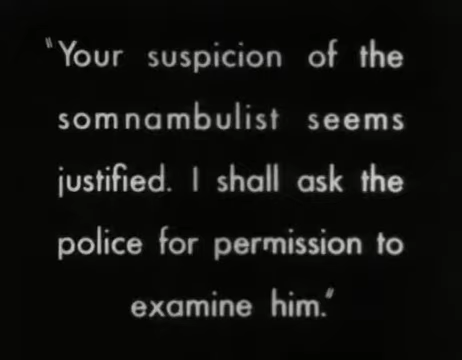 "Your suspicion of the
somnambulist seems
justified. I shall ask the
police for permission to
examine him."